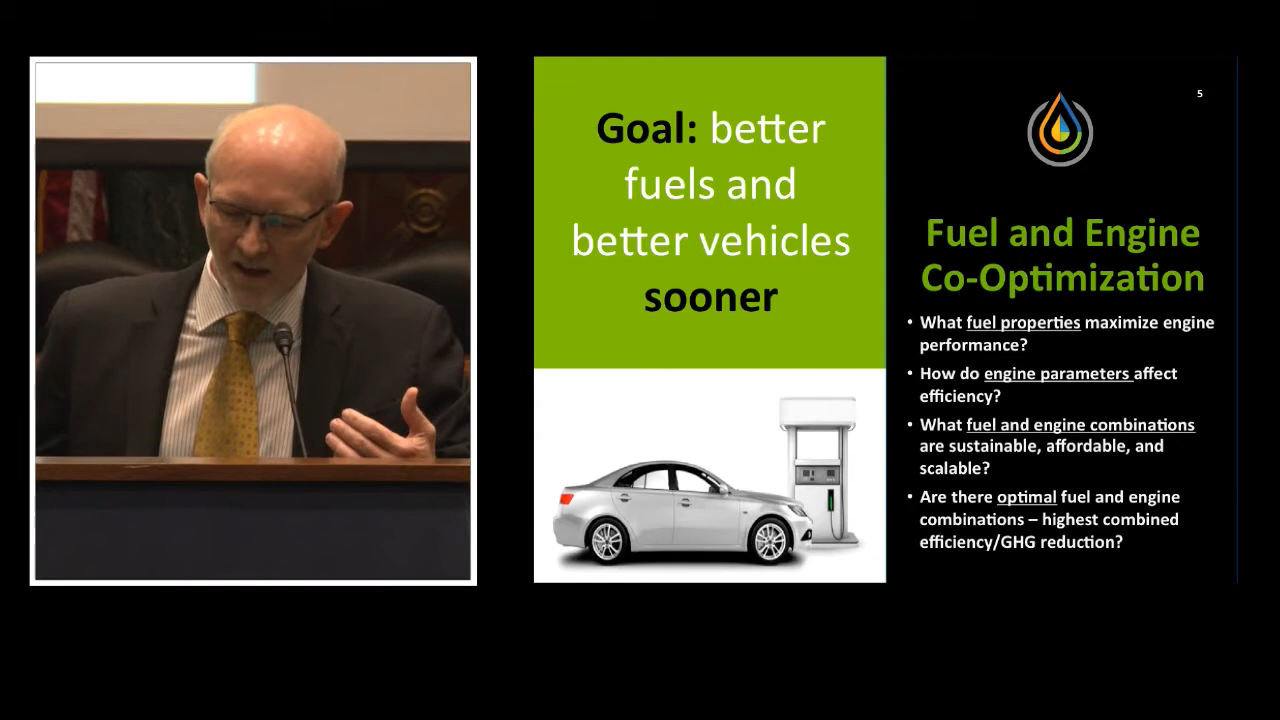 Goal: better
fuels and
better vehicles
sooner
5
Fuel and Engine
Co-Optimization
• What fuel properties maximize engine
performance?
• How do engine parameters affect
efficiency?
• What fuel and engine combinations
are sustainable, affordable, and
scalable?
• Are there optimal fuel and engine
combinations – highest combined
efficiency/GHG reduction?